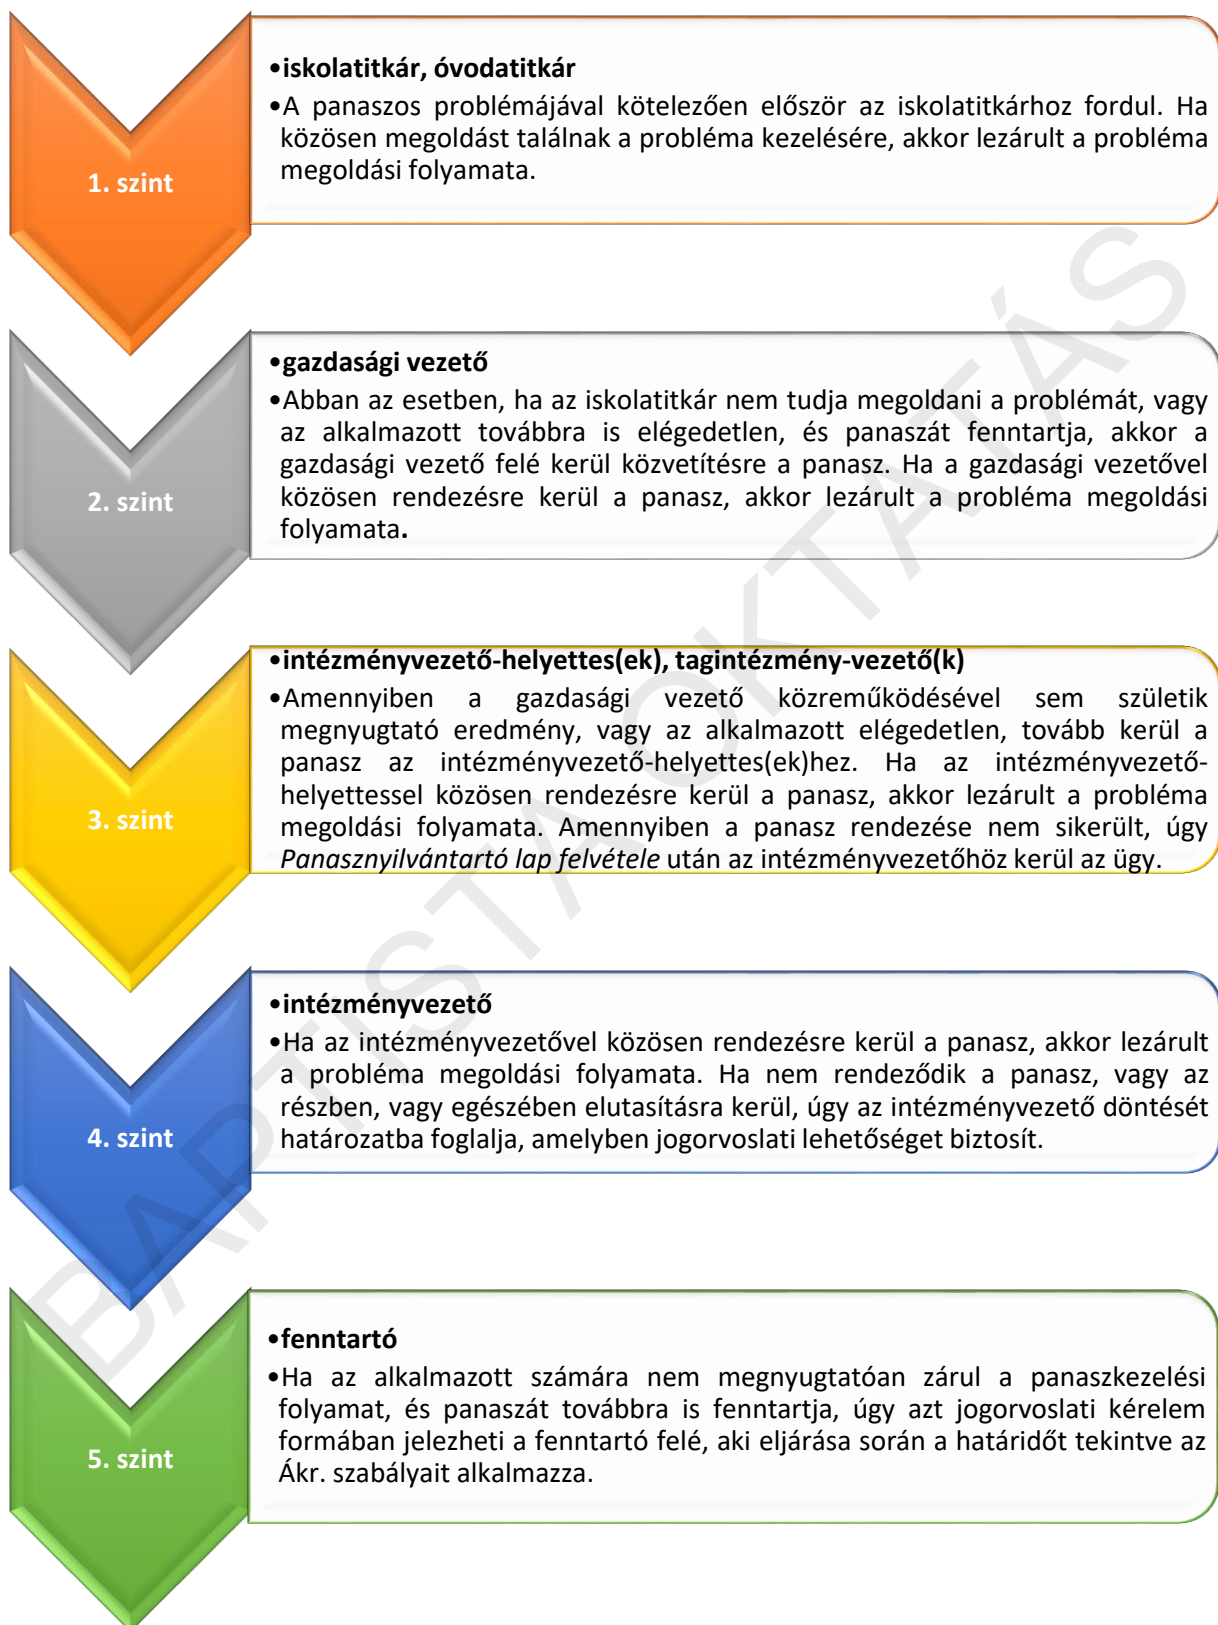 1. szint
•iskolatitkár, óvodatitkár
•A panaszos problémájával kötelezően először az iskolatitkárhoz fordul. Ha
közösen megoldást találnak a probléma kezelésére, akkor lezárult a probléma
megoldási folyamata.
2. szint
•gazdasági vezető
•Abban az esetben, ha az iskolatitkár nem tudja megoldani a problémát, vagy
az alkalmazott továbbra is elégedetlen, és panaszát fenntartja, akkor a
gazdasági vezető felé kerül közvetítésre a panasz. Ha a gazdasági vezetővel
közösen rendezésre kerül a panasz, akkor lezárult a probléma megoldási
folyamata.
3. szint
•intézményvezető-helyettes(ek), tagintézmény-vezető(k)
•Amennyiben a gazdasági vezető közreműködésével sem születik
megnyugtató eredmény, vagy az alkalmazott elégedetlen, tovább kerül a
panasz az intézményvezető-helyettes(ek)hez. Ha az intézményvezető-
helyettessel közösen rendezésre kerül a panasz, akkor lezárult a probléma
megoldási folyamata. Amennyiben a panasz rendezése nem sikerült, úgy
Panasznyilvántartó lap felvétele után az intézményvezetőhöz kerül az ügy.
4. szint
•intézményvezető
•Ha az intézményvezetővel közösen rendezésre kerül a panasz, akkor lezárult
a probléma megoldási folyamata. Ha nem rendeződik a panasz, vagy az
részben, vagy egészében elutasításra kerül, úgy az intézményvezető döntését
határozatba foglalja, amelyben jogorvoslati lehetőséget biztosít.
5. szint
•fenntartó
•Ha az alkalmazott számára nem megnyugtatóan zárul a panaszkezelési
folyamat, és panaszát továbbra is fenntartja, úgy azt jogorvoslati kérelem
formában jelezheti a fenntartó felé, aki eljárása során a határidőt tekintve az
Ákr. szabályait alkalmazza.
BAPTISTA OKTATÁS